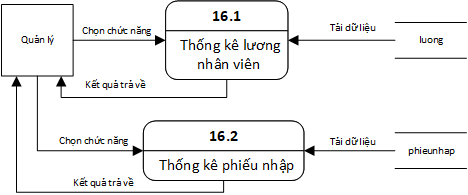 16.1
Quản lý
Chọn chức năng
Thống kê lương
nhân viên
Tải dữ liệu
luong
Kết quả trả về
16.2
Chọn chức năng
Thống kê phiếu nhập
Tải dữ liệu
phieunhap
Kết quả trả về